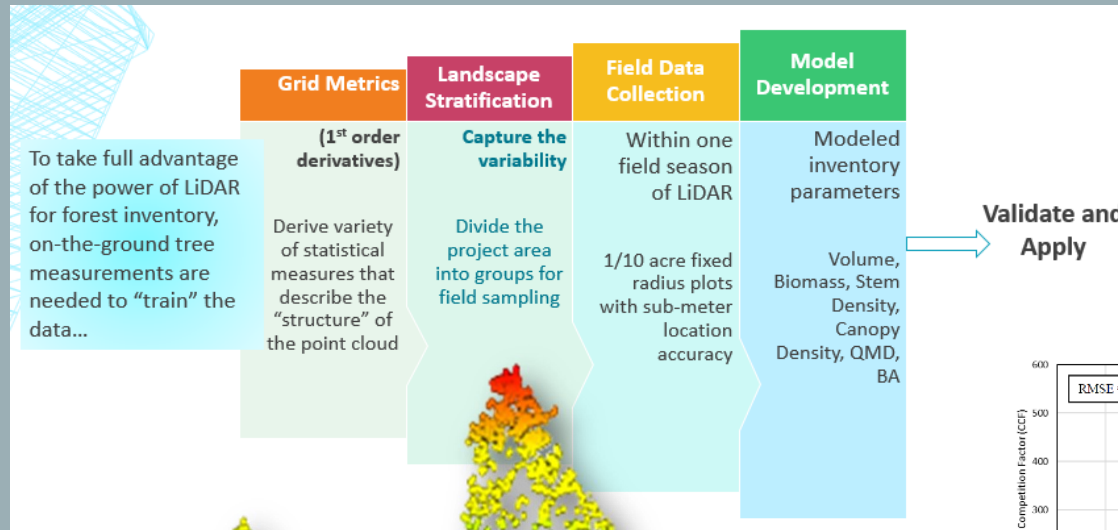 To take full advantage
of the power of LiDAR
for forest inventory,
on-the-ground tree
measurements are
needed to “train” the
data...
Grid Metrics
(1st order
derivatives)
Derive variety
of statistical
measures that
describe the
“structure” of
the point cloud
Landscape
Stratification
Capture the
variability
Divide the
project area
into groups for
field sampling
Field Data
Collection
Within one
field season
of LiDAR
1/10 acre fixed
radius plots
with sub-meter
location
accuracy
Model
Development
Modeled
inventory
parameters
Volume,
Biomass, Stem
Density,
Canopy
Density, QMD,
BA
Validate and
Apply
600
RMSE
500
400
300
Competition Factor (CCF)